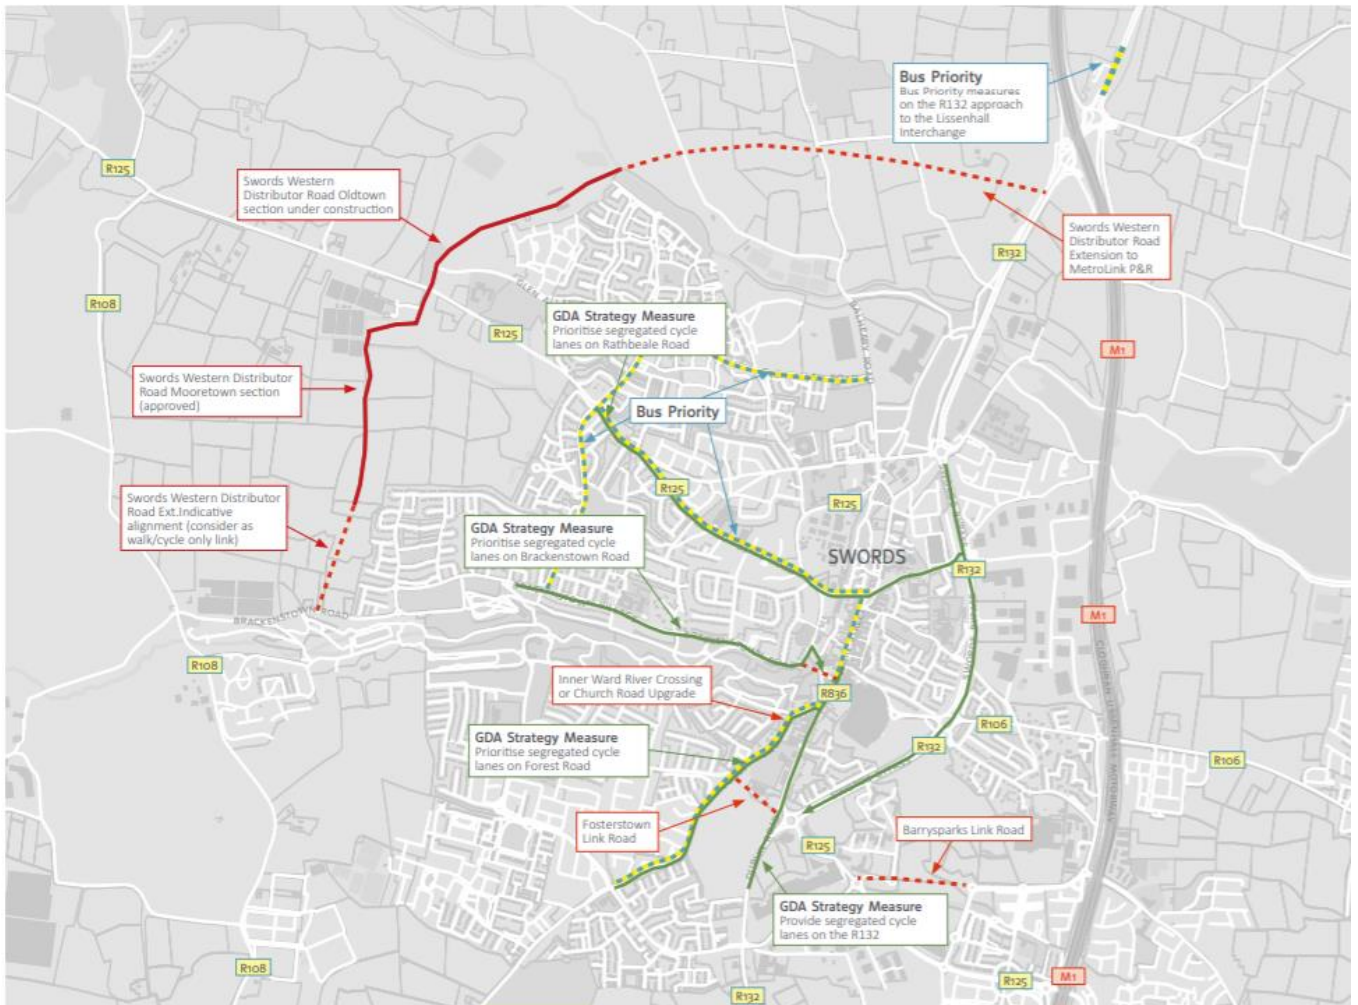 Bus Priority
Bus Priority measures
on the R132 approach
to the Lissenhall
Interchange
R125
Swords Western
Distributor Road Oldtown
section under construction
Swords Western
Distributor Road
Extension to
MetroLink P&R
R132
R108
GDA Strategy Measure
Prioritise segregated cycle
lanes on Rathbeale Road
R125
BALHEARY ROAD
M1
Swords Western Distributor
Road Mooretown section
(approved)
Bus Priority
R125
R125
Swords Western Distributor
Road Ext.Indicative
alignment (consider as
walk/cycle only link)
GDA Strategy Measure
Prioritise segregated cycle
lanes on Brackenstown Road
SWORDS
R132
BRACKENSTOWN ROAD
M1
R108
Inner Ward River Crossing
or Church Road Upgrade
R836
GDA Strategy Measure
Prioritise segregated cycle
lanes on Forest Road
R106
R132
R106
Fosterstown
Link Road
R125
Barrysparks Link Road
GDA Strategy Measure
Provide segregated cycle
lanes on the R132
R108
R125
M1
R132